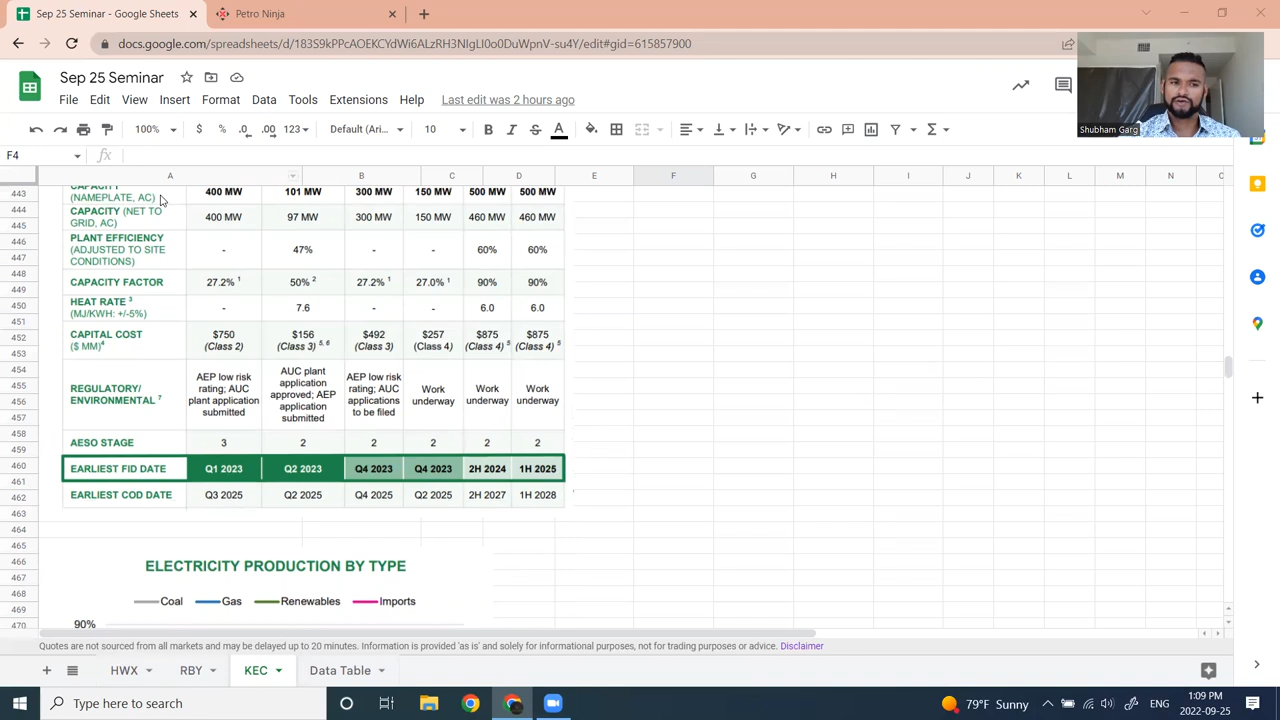 Sep 25 Seminar - Google Sheets
Petro Ninja
docs.google.com/spreadsheets/d/183S9kPPcAOEKCYdWi6ALzRH3NIgLI0o0DuWpnV-su4Y/edit#gid=615857900
Sep 25 Seminar
File Edit View Insert Format Data Tools Extensions Help Last edit was 2 hours ago
Shubham Garg
100% $ % .0 .00 123 Default (Ari... 10 B I S A
F4 fx
A B C D E F G H I J K L M N
443 (NAMEPLATE, AC) 400 MW 101 MW 300 MW 150 MW 500 MW 500 MW
444 CAPACITY (NET TO 400 MW 97 MW 300 MW 150 MW 460 MW 460 MW
445 GRID, AC)
446 PLANT EFFICIENCY
447 (ADJUSTED TO SITE - 47% - - 60% 60%
CONDITIONS)
448
449 CAPACITY FACTOR 27.2% 1 50% 2 27.2% 1 27.0% 1 90% 90%
450 HEAT RATE 3 - 7.6 - - 6.0 6.0
451 (MJ/KWH: +/-5%)
452 CAPITAL COST $750 $156 $492 $257 $875 $875
453 ($ MM)4 (Class 2) (Class 3) 5, 6 (Class 3) (Class 4) (Class 4) 5 (Class 4) 5
454
455 REGULATORY/
456 ENVIRONMENTAL 7
AEP low risk rating; AUC plant application submitted
AUC plant application approved; AEP application submitted
AEP low risk rating; AUC applications to be filed
Work underway
Work underway
Work underway
457
458
459 AESO STAGE 3 2 2 2 2 2
460 EARLIEST FID DATE Q1 2023 Q2 2023 Q4 2023 Q4 2023 2H 2024 1H 2025
461
462 EARLIEST COD DATE Q3 2025 Q2 2025 Q4 2025 Q2 2025 2H 2027 1H 2028
463
464
465
466 ELECTRICITY PRODUCTION BY TYPE
467
468 Coal Gas Renewables Imports
469
470 90%
Quotes are not sourced from all markets and may be delayed up to 20 minutes. Information is provided 'as is' and solely for informational purposes, not for trading purposes or advice. Disclaimer
HWX RBY KEC Data Table
Type here to search
79°F Sunny
ENG
1:09 PM
2022-09-25